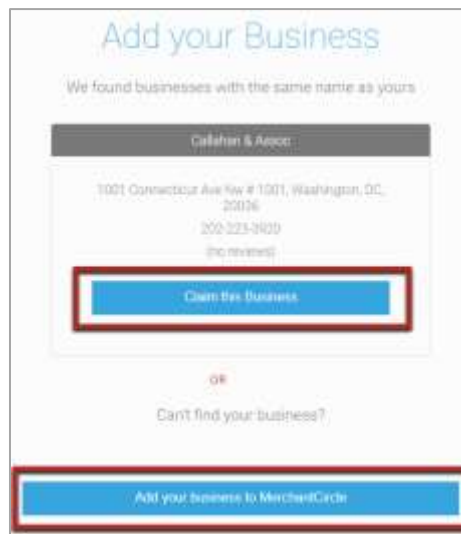 Add your Business
We found businesses with the same name as yours
Callahan & Assoc
1001 Connecticut Ave Nw # 1001, Washington, DC,
20036
202-223-3920
(no reviews)
Claim this Business
OR
Can't find your business?
Add your business to MerchantCircle